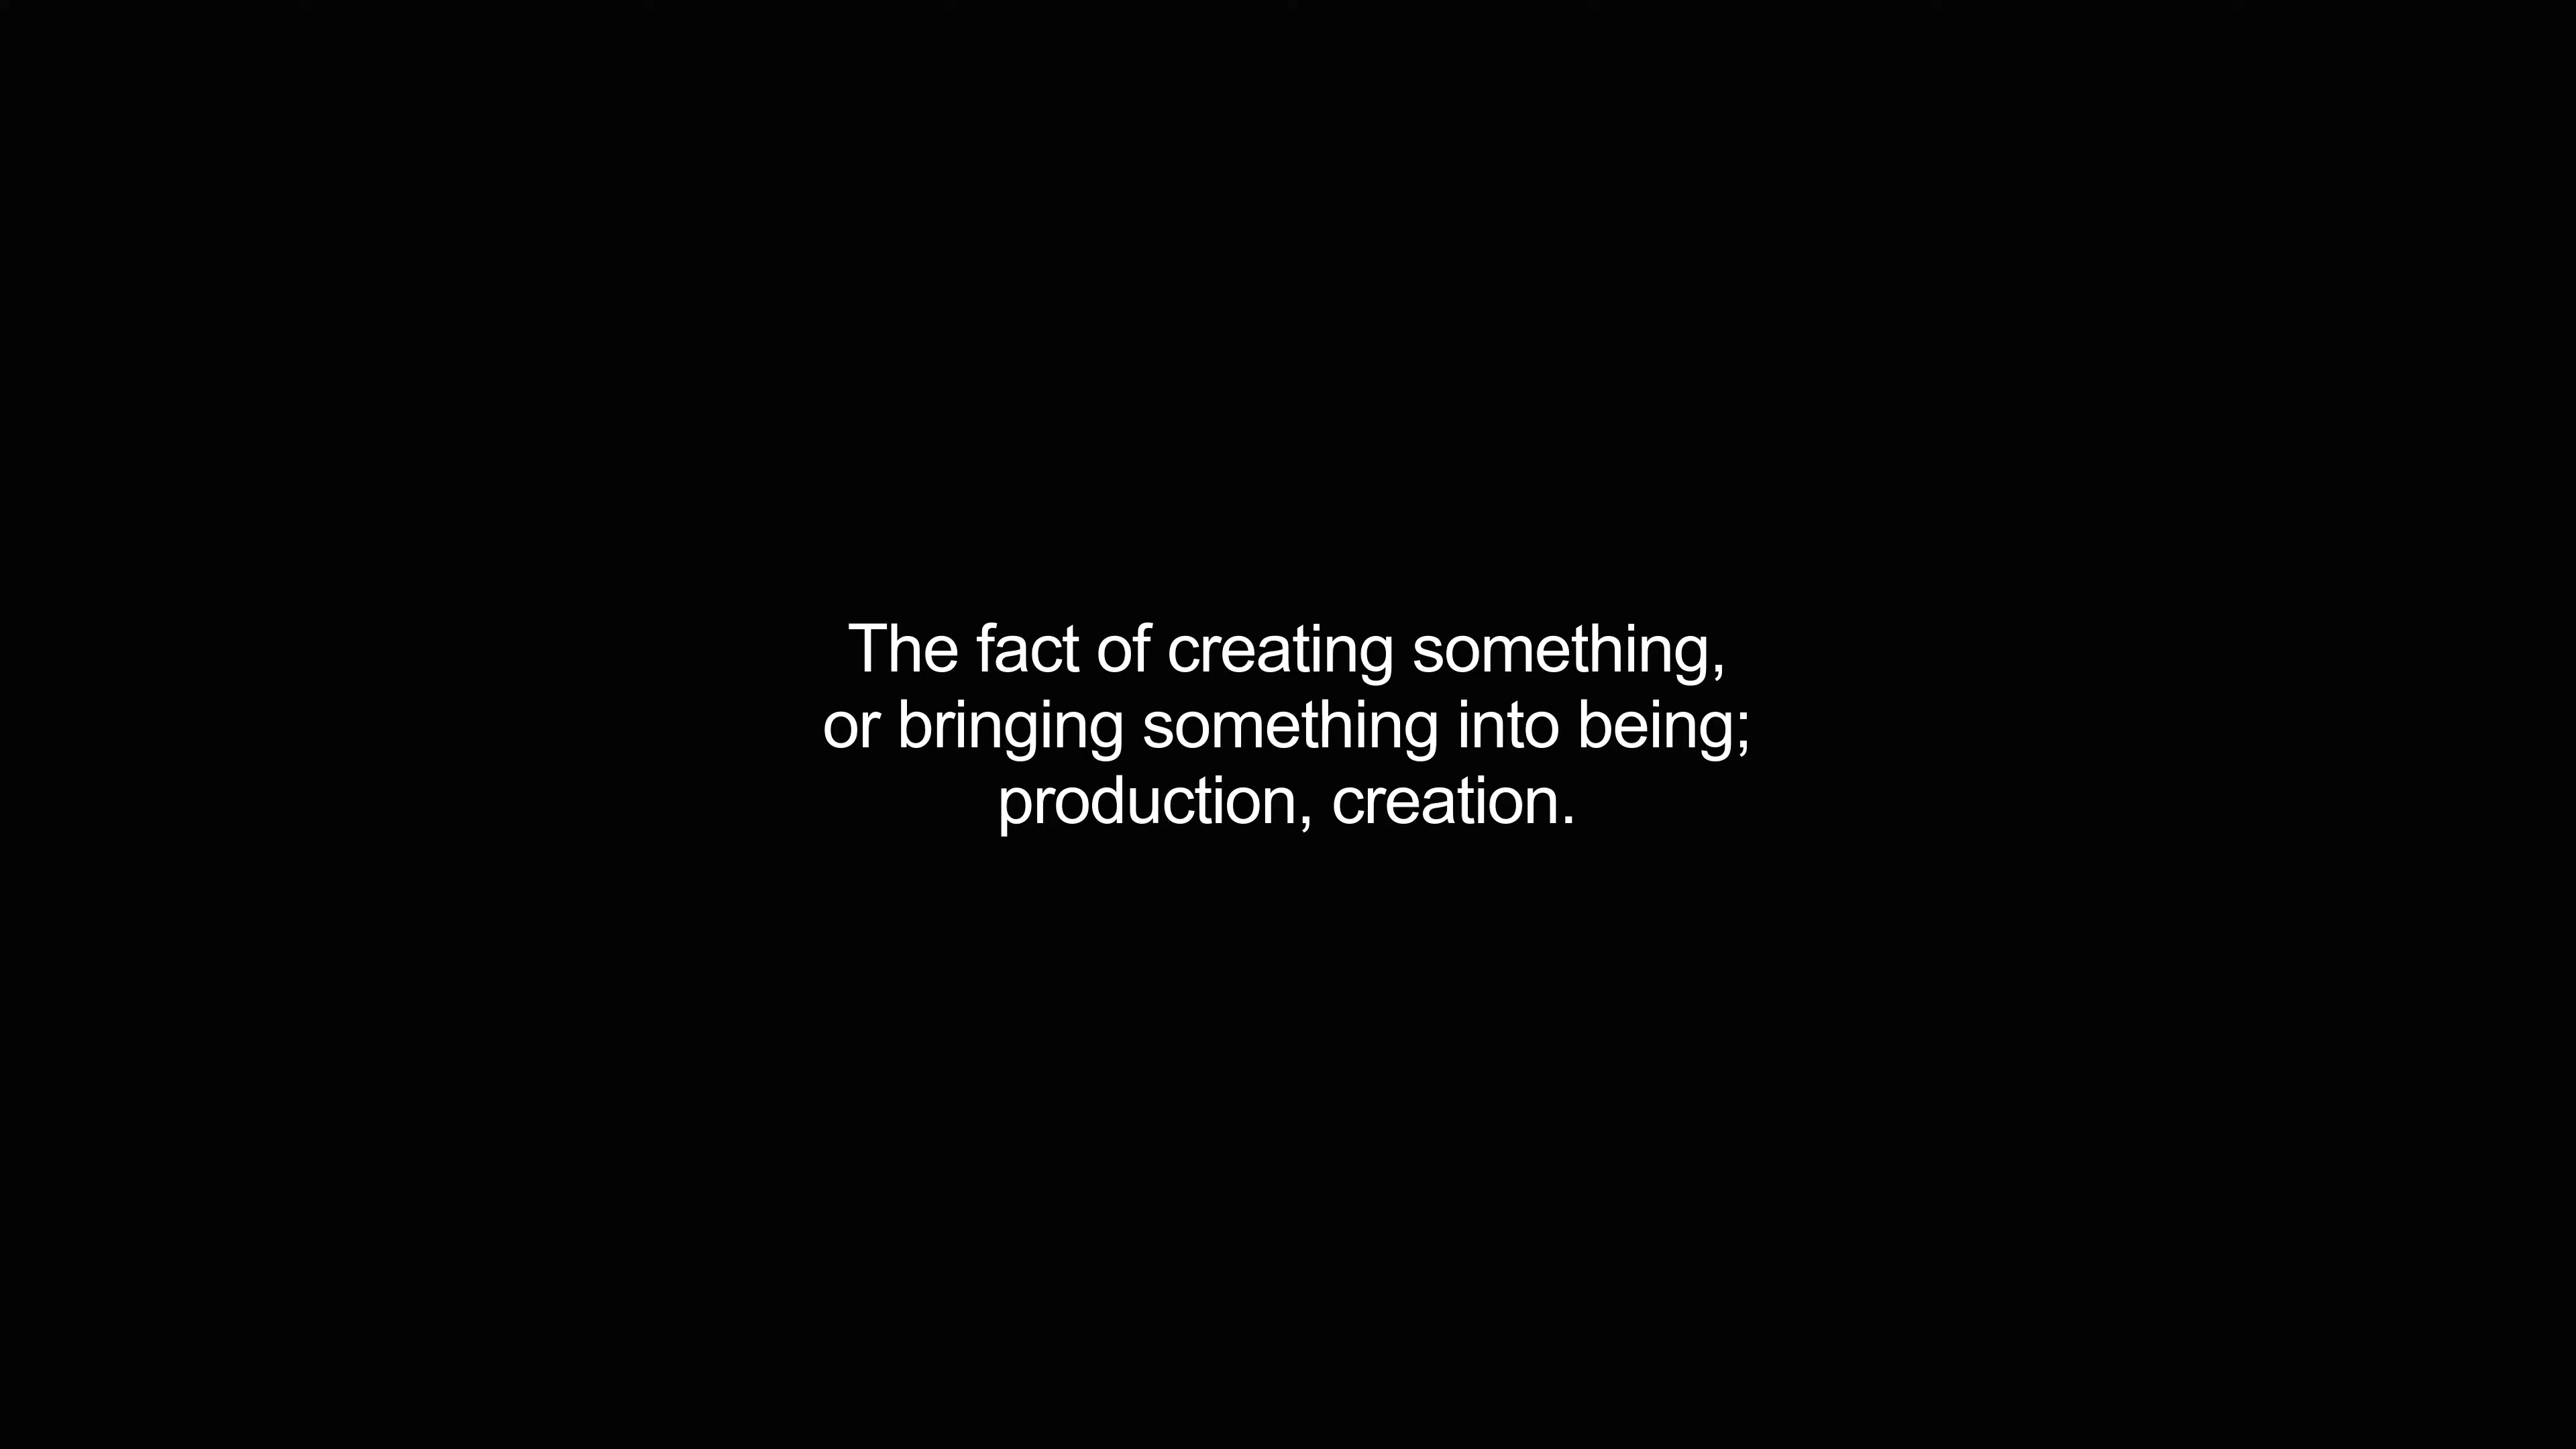 The fact of creating something,
or bringing something into being;
production, creation.